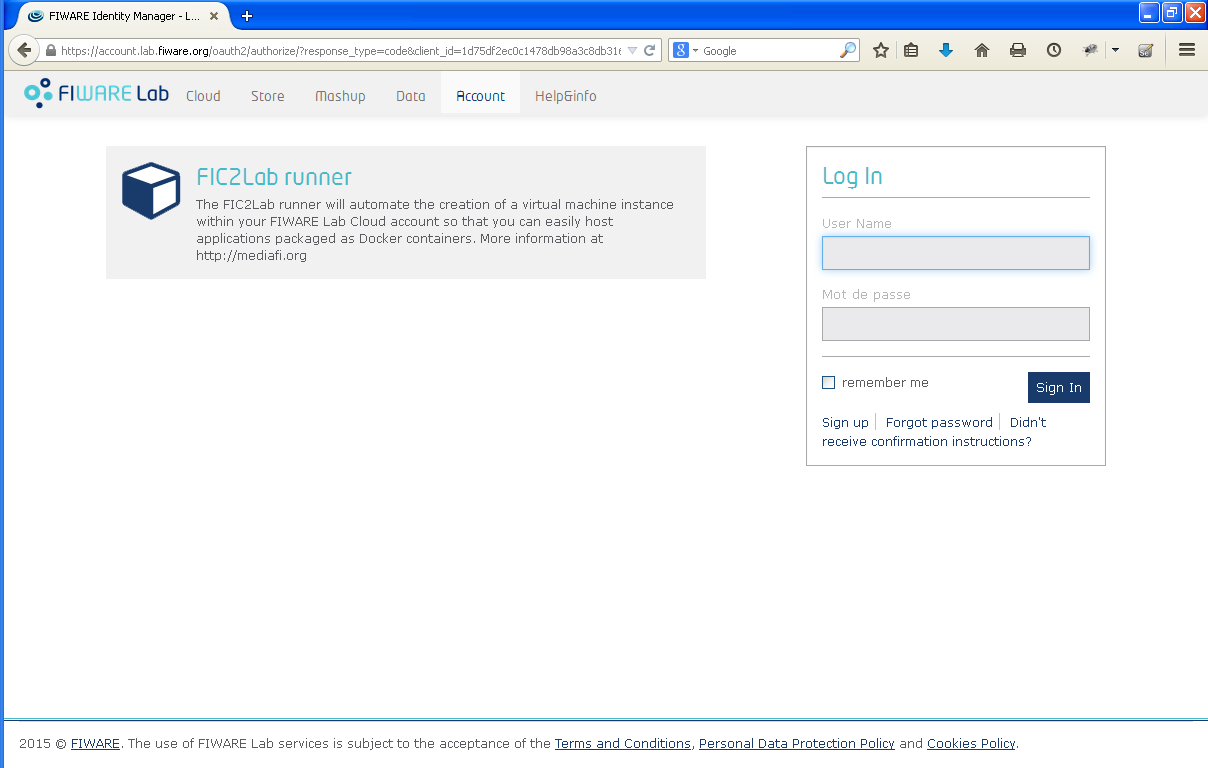 FIWARE Identity Manager - L...
https://account.lab.fiware.org/oauth2/authorize/?response_type=code&client_id=1d75df2ec0c1478db98a3c8db316
Google
FIWARE Lab
Cloud
Store
Mashup
Data
Account
Help&info
FIC2Lab runner
The FIC2Lab runner will automate the creation of a virtual machine instance
within your FIWARE Lab Cloud account so that you can easily host
applications packaged as Docker containers. More information at
http://mediafi.org
Log In
User Name
Mot de passe
remember me
Sign In
Sign up | Forgot password | Didn't
receive confirmation instructions?
2015 © FIWARE. The use of FIWARE Lab services is subject to the acceptance of the Terms and Conditions, Personal Data Protection Policy and Cookies Policy.